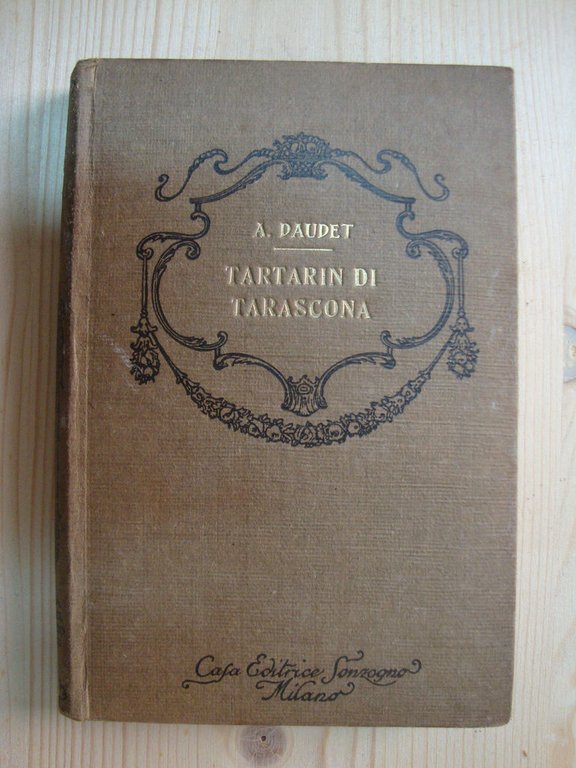 A. DAUDET
TARTARIN DI
TARASCONA
Casa Editrice Sonzogno
Milano